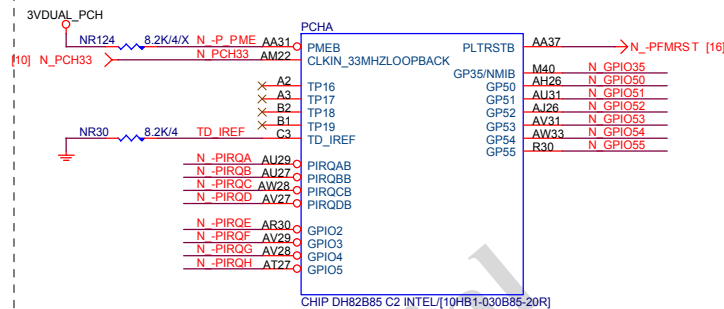 3VDUAL_PCH
PCHA
NR124 8.2K/4/X N_-P_PME AA31 PMEB PLTRSTB AA37 N_-PFMRST [16]
[10] N_PCH33 N_PCH33 AM22 CLKIN_33MHZLOOPBACK
GP35/NMIB M40 N_GPIO35
A2 TP16 GP50 AH26 N_GPIO50
A3 TP17 GP51 AU31 N_GPIO51
B2 TP18 GP52 AJ26 N_GPIO52
B1 TP19 GP53 AV31 N_GPIO53
NR30 8.2K/4 TD_IREF C3 TD_IREF GP54 AW33 N_GPIO54
GP55 R30 N_GPIO55
N_-PIRQA AU29 PIRQAB
N_-PIRQB AU27 PIRQBB
N_-PIRQC AW28 PIRQCB
N_-PIRQD AV27 PIRQDB
N_-PIRQE AR30 GPIO2
N_-PIRQF AV29 GPIO3
N_-PIRQG AV28 GPIO4
N_-PIRQH AT27 GPIO5
CHIP DH82B85 C2 INTEL/[10HB1-030B85-20R]